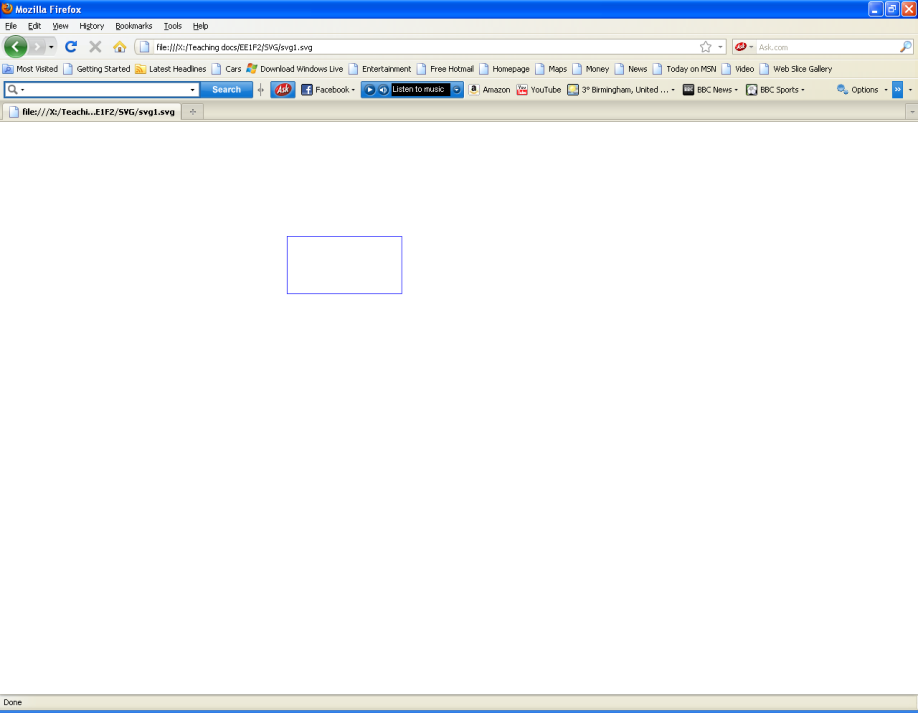 Mozilla Firefox
File Edit View History Bookmarks Tools Help
file:///X:/Teaching docs/EE1F2/SVG/svg1.svg Ask Ask.com
Most Visited Getting Started Latest Headlines Cars Download Windows Live Entertainment Free Hotmail Homepage Maps Money News Today on MSN Video Web Slice Gallery
Search Ask Facebook Listen to music a Amazon YouTube 3° Birmingham, United ... BBC News BBC Sports Options »
file:///X:/Teachi...E1F2/SVG/svg1.svg
Done